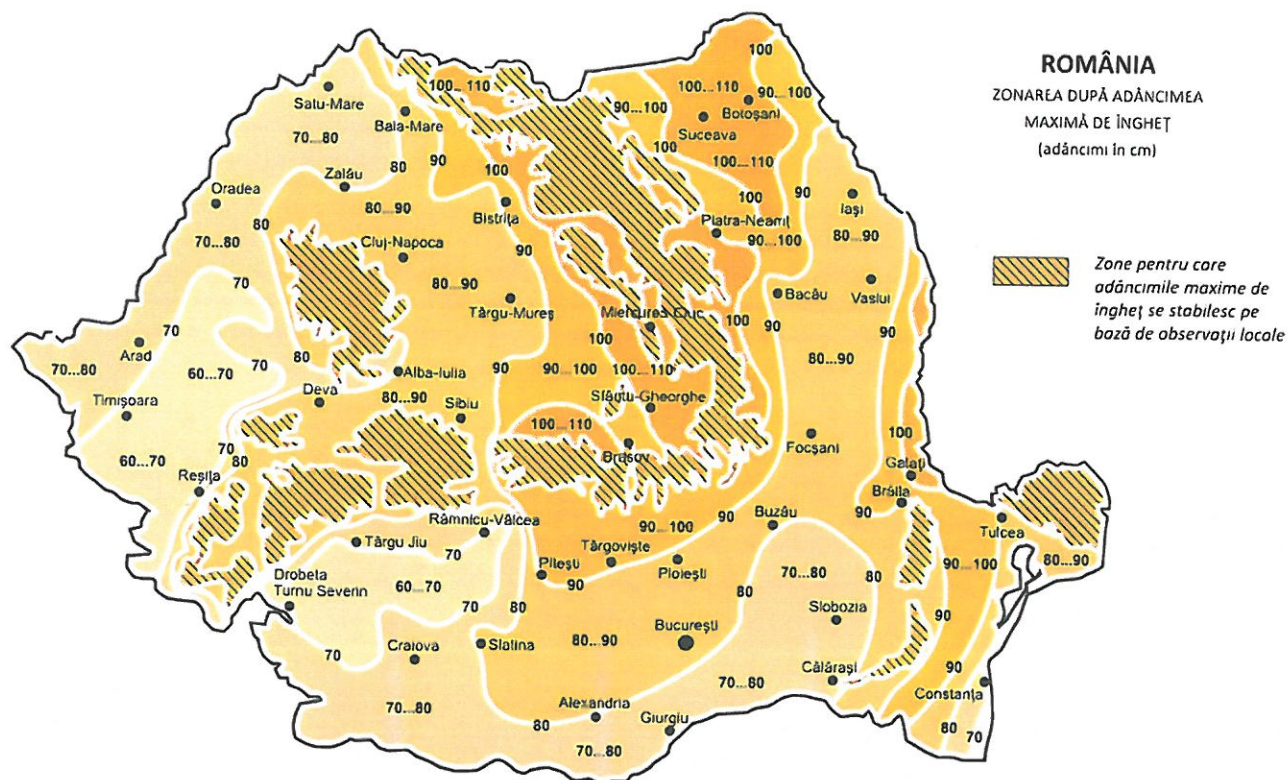 ROMÂNIA
ZONAREA DUPĂ ADÂNCIMEA
MAXIMĂ DE ÎNGHEȚ
(adâncimi în cm)
Zone pentru care
adâncimile maxime de
îngheț se stabilesc pe
bază de observații locale
100
100....110
90....100
100....110
90....100
Satu-Mare
Baia-Mare
Botoșani
Suceava
70....80
80
90
100
100
100....110
Zalău
Oradea
80....90
Bistrița
100
90
Iași
80
Piatra-Neamț
80....90
70...80
Cluj-Napoca
90
90....100
70
80....90
Târgu-Mureș
Bacău
Vaslui
Miercurea Ciuc
100
90
90
70
Arad
100
80....90
70...80
60...70
70
80
Alba-Iulia
90
90....100
100....110
Deva
80....90
Sfântu-Gheorghe
Timișoara
Sibiu
100....110
Brașov
Focșani
100
60...70
70
80
Galați
Reșița
Brăila
Râmnicu-Vâlcea
90....100
90
Buzău
90
Tulcea
Târgu Jiu
70
Târgoviște
Ploiești
90....100
80...90
Pitești
90
70...80
Drobeta
Turnu Severin
60....70
70
80
80
80
Slobozia
90
București
Craiova
Slatina
80...90
70
Călărași
90
Constanța
70...80
Alexandria
70....80
80
Giurgiu
80
70
70....80